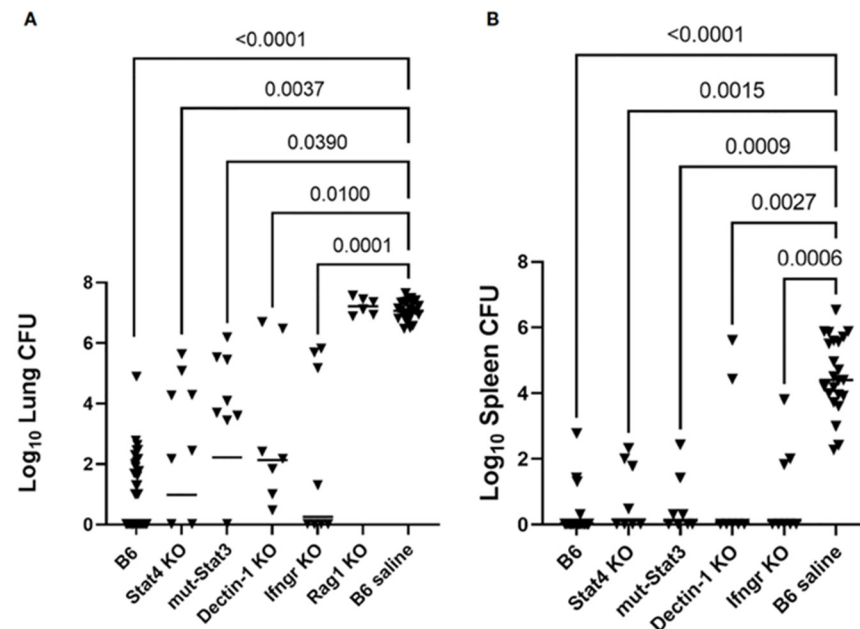 A
<0.0001
0.0037
0.0390
0.0100
0.0001
Log10 Lung CFU
8
6
4
2
0
B6
Stat4 KO
mut-Stat3
Dectin-1 KO
Ifngr KO
Rag1 KO
B6 saline
B
<0.0001
0.0015
0.0009
0.0027
0.0006
Log10 Spleen CFU
8
6
4
2
0
B6
Stat4 KO
mut-Stat3
Dectin-1 KO
Ifngr KO
B6 saline